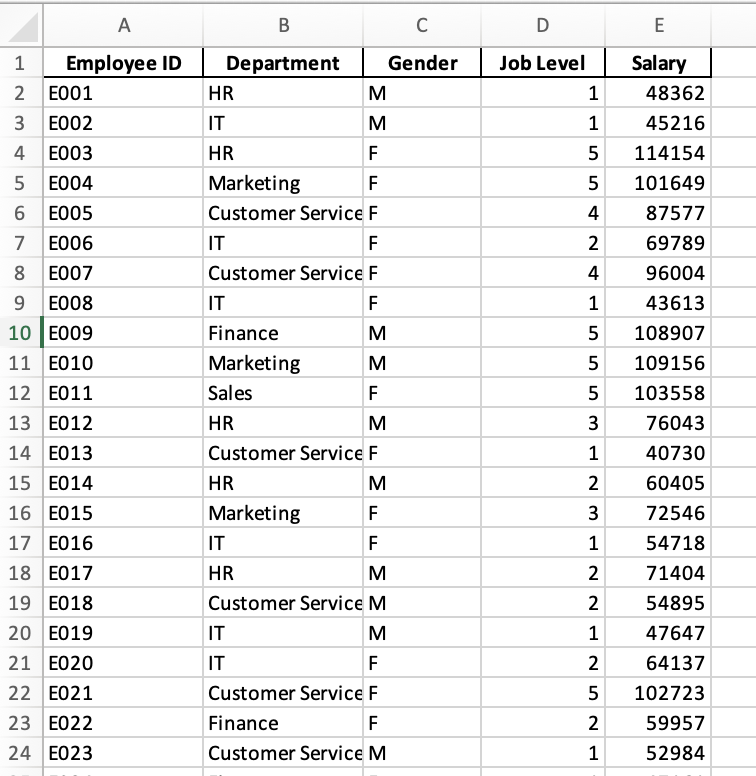 A B C D E
1 Employee ID Department Gender Job Level Salary
2 E001 HR M 1 48362
3 E002 IT M 1 45216
4 E003 HR F 5 114154
5 E004 Marketing F 5 101649
6 E005 Customer Service F 4 87577
7 E006 IT F 2 69789
8 E007 Customer Service F 4 96004
9 E008 IT F 1 43613
10 E009 Finance M 5 108907
11 E010 Marketing M 5 109156
12 E011 Sales F 5 103558
13 E012 HR M 3 76043
14 E013 Customer Service F 1 40730
15 E014 HR M 2 60405
16 E015 Marketing F 3 72546
17 E016 IT F 1 54718
18 E017 HR M 2 71404
19 E018 Customer Service M 2 54895
20 E019 IT M 1 47647
21 E020 IT F 2 64137
22 E021 Customer Service F 5 102723
23 E022 Finance F 2 59957
24 E023 Customer Service M 1 52984